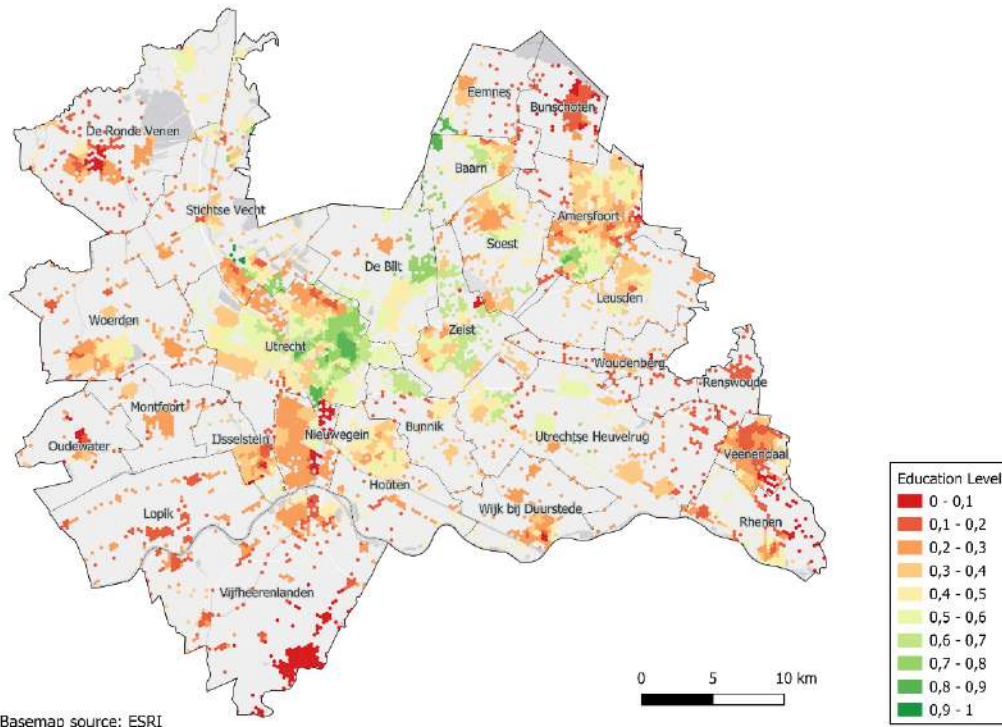 Eemnes
Bunschoten
De Ronde Venen
Baarn
Stichtse Vecht
Amersfoort
Soest
De Bilt
Leusden
Woerden
Zeist
Utrecht
Woudenberg
Renswoude
Montfoort
Oudewater
IJsselstein
Nieuwegein
Bunnik
Utrechtse Heuvelrug
Veenendaal
Houten
Lopik
Wijk bij Duurstede
Rhenen
Vijfheerenlanden
Education Level
0 - 0,1
0,1 - 0,2
0,2 - 0,3
0,3 - 0,4
0,4 - 0,5
0,5 - 0,6
0,6 - 0,7
0,7 - 0,8
0,8 - 0,9
0,9 - 1
0 5 10 km
Basemap source: ESRI